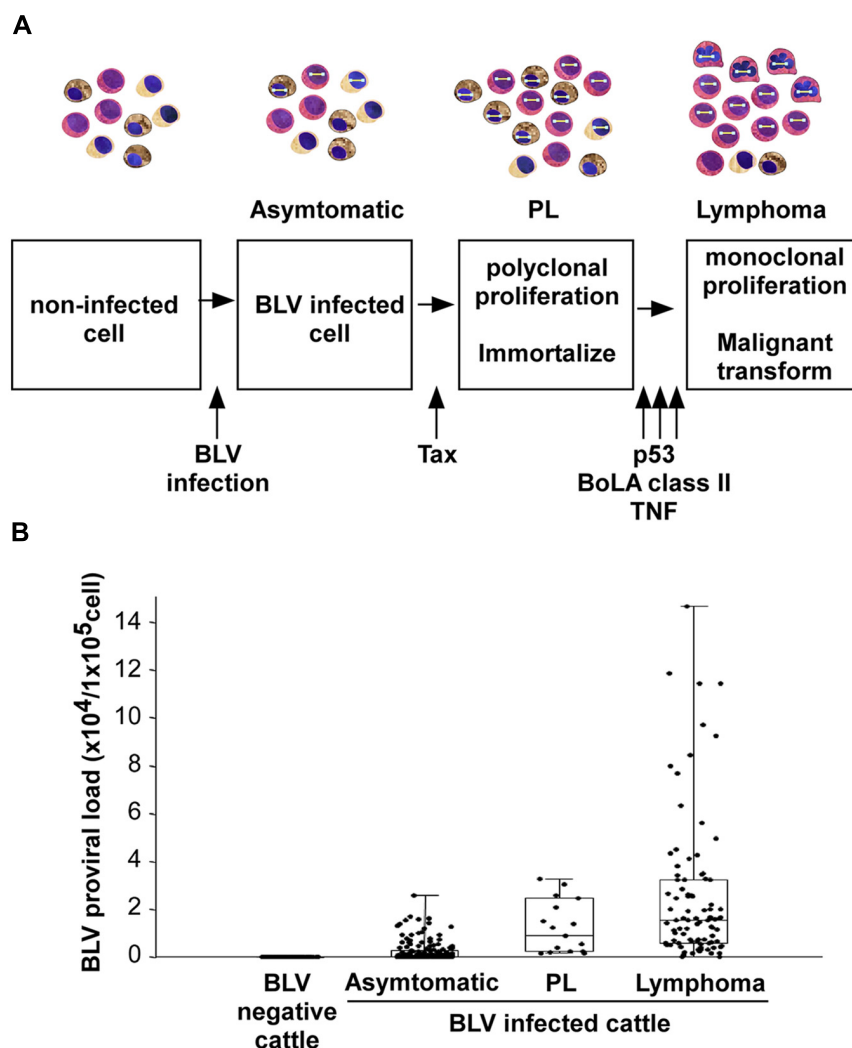 A
Asymtomatic PL Lymphoma
non-infected
cell
BLV infected
cell
polyclonal
proliferation
Immortalize
monoclonal
proliferation
Malignant
transform
BLV
infection
Tax
p53
BoLA class II
TNF
B
BLV proviral load (x10⁴/1x10⁵cell)
14
12
10
8
6
4
2
0
BLV
negative
cattle
Asymtomatic PL Lymphoma
BLV infected cattle